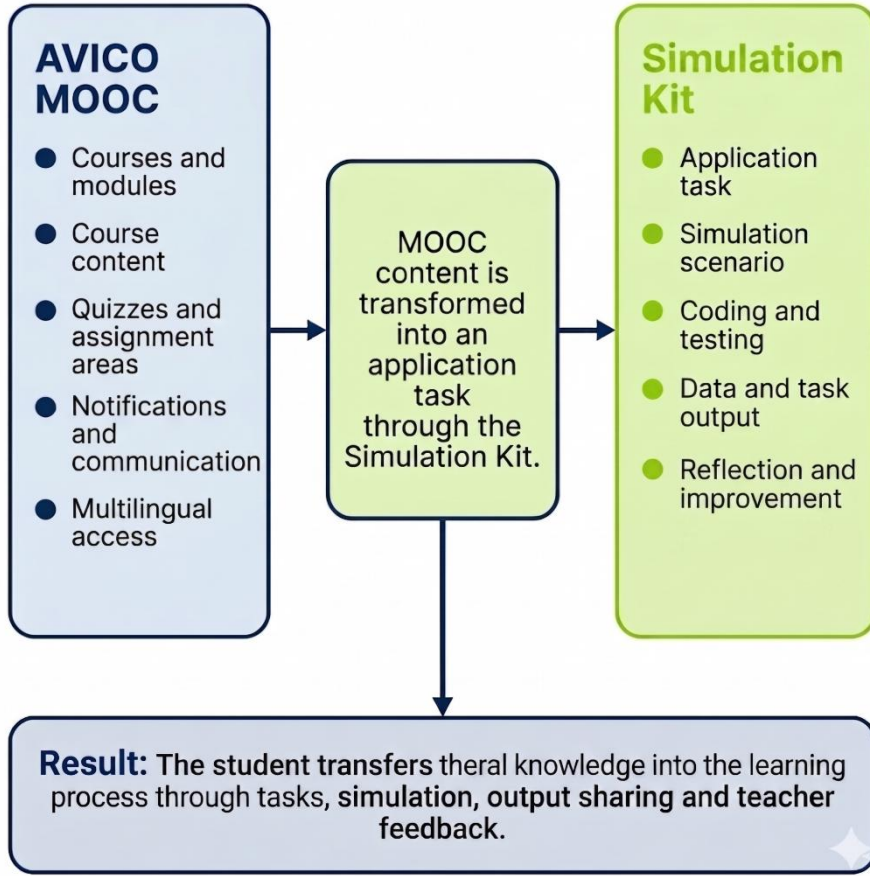 AVICO
MOOC
Courses and
modules
Course
content
Quizzes and
assignment
areas
Notifications
and
communication
Multilingual
access
MOOC
content is
transformed
into an
application
task
through the
Simulation Kit.
Simulation
Kit
Application
task
Simulation
scenario
Coding and
testing
Data and task
output
Reflection and
improvement
Result: The student transfers theral knowledge into the learning
process through tasks, simulation, output sharing and teacher
feedback.